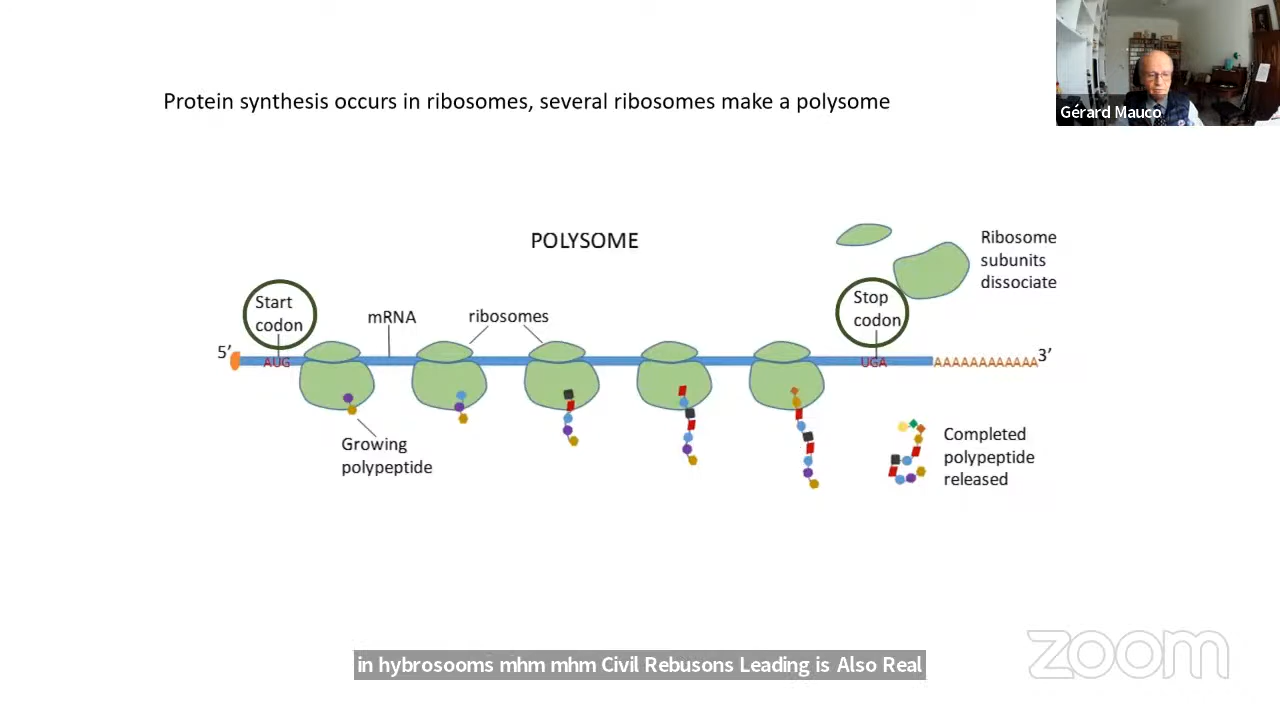 Protein synthesis occurs in ribosomes, several ribosomes make a polysome
Gérard Mauco
POLYSOME
Ribosome
subunits
dissociate
Start
codon
mRNA
ribosomes
Stop
codon
5’
AUG
UGA
AAAAAAAAAAAA
3’
Growing
polypeptide
Completed
polypeptide
released
in hybrosooms mhm mhm Civil Rebusons Leading is Also Real
zoom